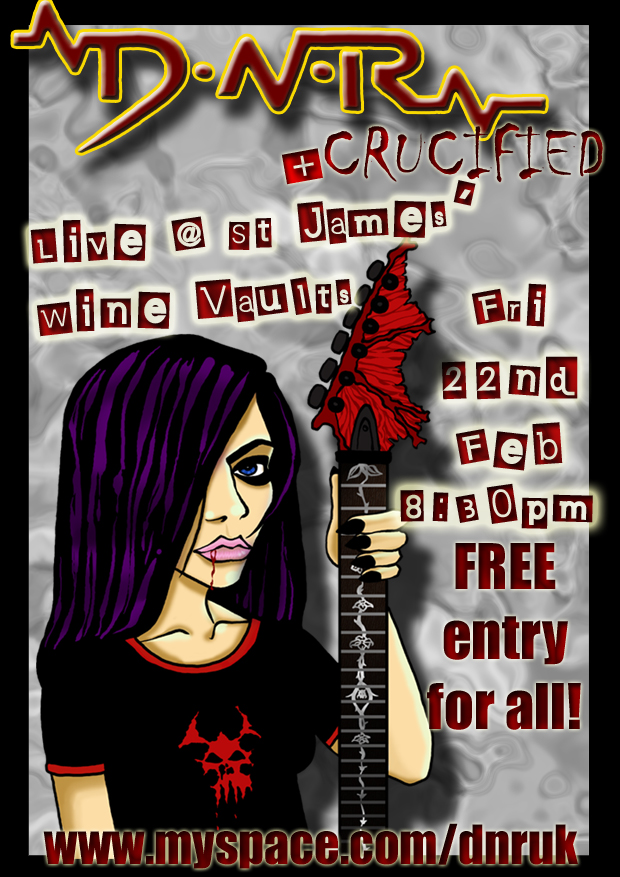 D·N·R
+ CRUCIFIED
Live @ St James'
Wine Vaults
Fri
22nd
Feb
8:30pm
FREE
entry
for all!
www.myspace.com/dnruk